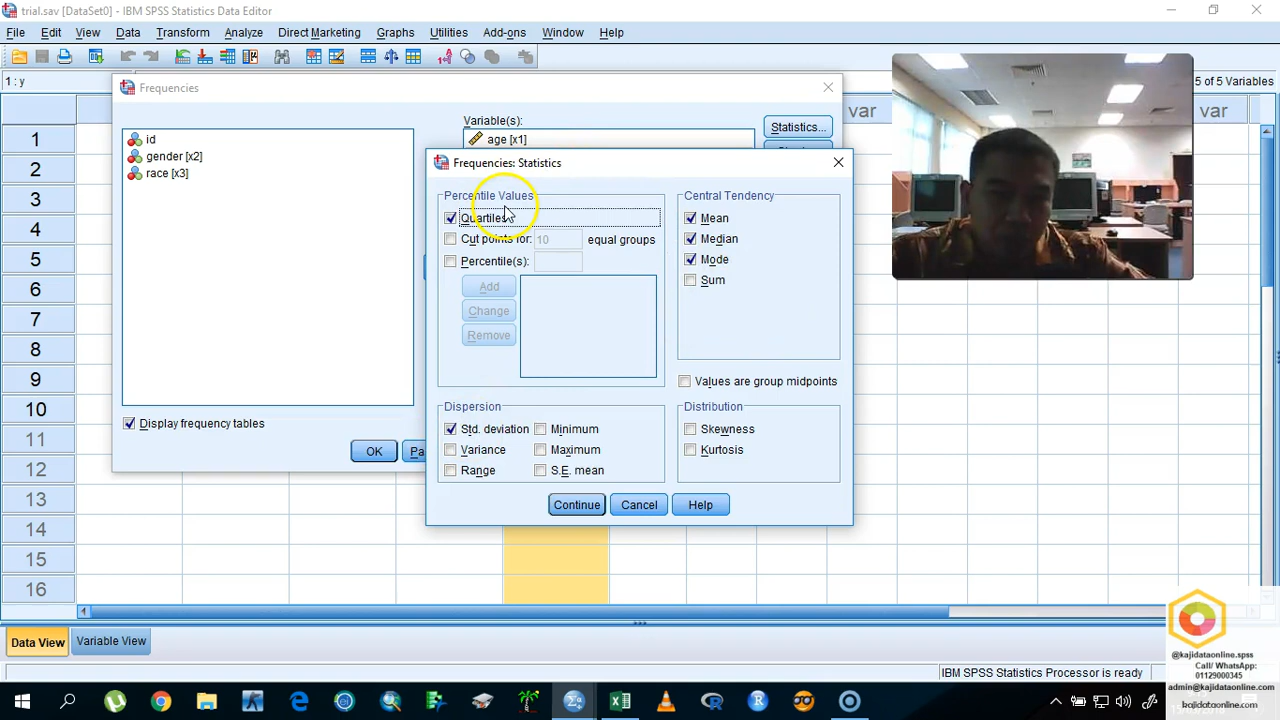 trial.sav [DataSet0] - IBM SPSS Statistics Data Editor
File Edit View Data Transform Analyze Direct Marketing Graphs Utilities Add-ons Window Help
1 : y
5 of 5 Variables
var var
Frequencies
Variable(s):
id
gender [x2]
race [x3]
age [x1]
Statistics...
Display frequency tables
OK
Pa
Frequencies: Statistics
Percentile Values
Quartiles
Cut points for: 10 equal groups
Percentile(s):
Add
Change
Remove
Central Tendency
Mean
Median
Mode
Sum
Values are group midpoints
Dispersion
Std. deviation Minimum
Variance Maximum
Range S.E. mean
Distribution
Skewness
Kurtosis
Continue Cancel Help
1
2
3
4
5
6
7
8
9
10
11
12
13
14
15
16
Data View Variable View
IBM SPSS Statistics Processor is ready
@kajidataonline.spss
Call/ WhatsApp:
01129000345
admin@kajidataonline.com
kajidataonline.com